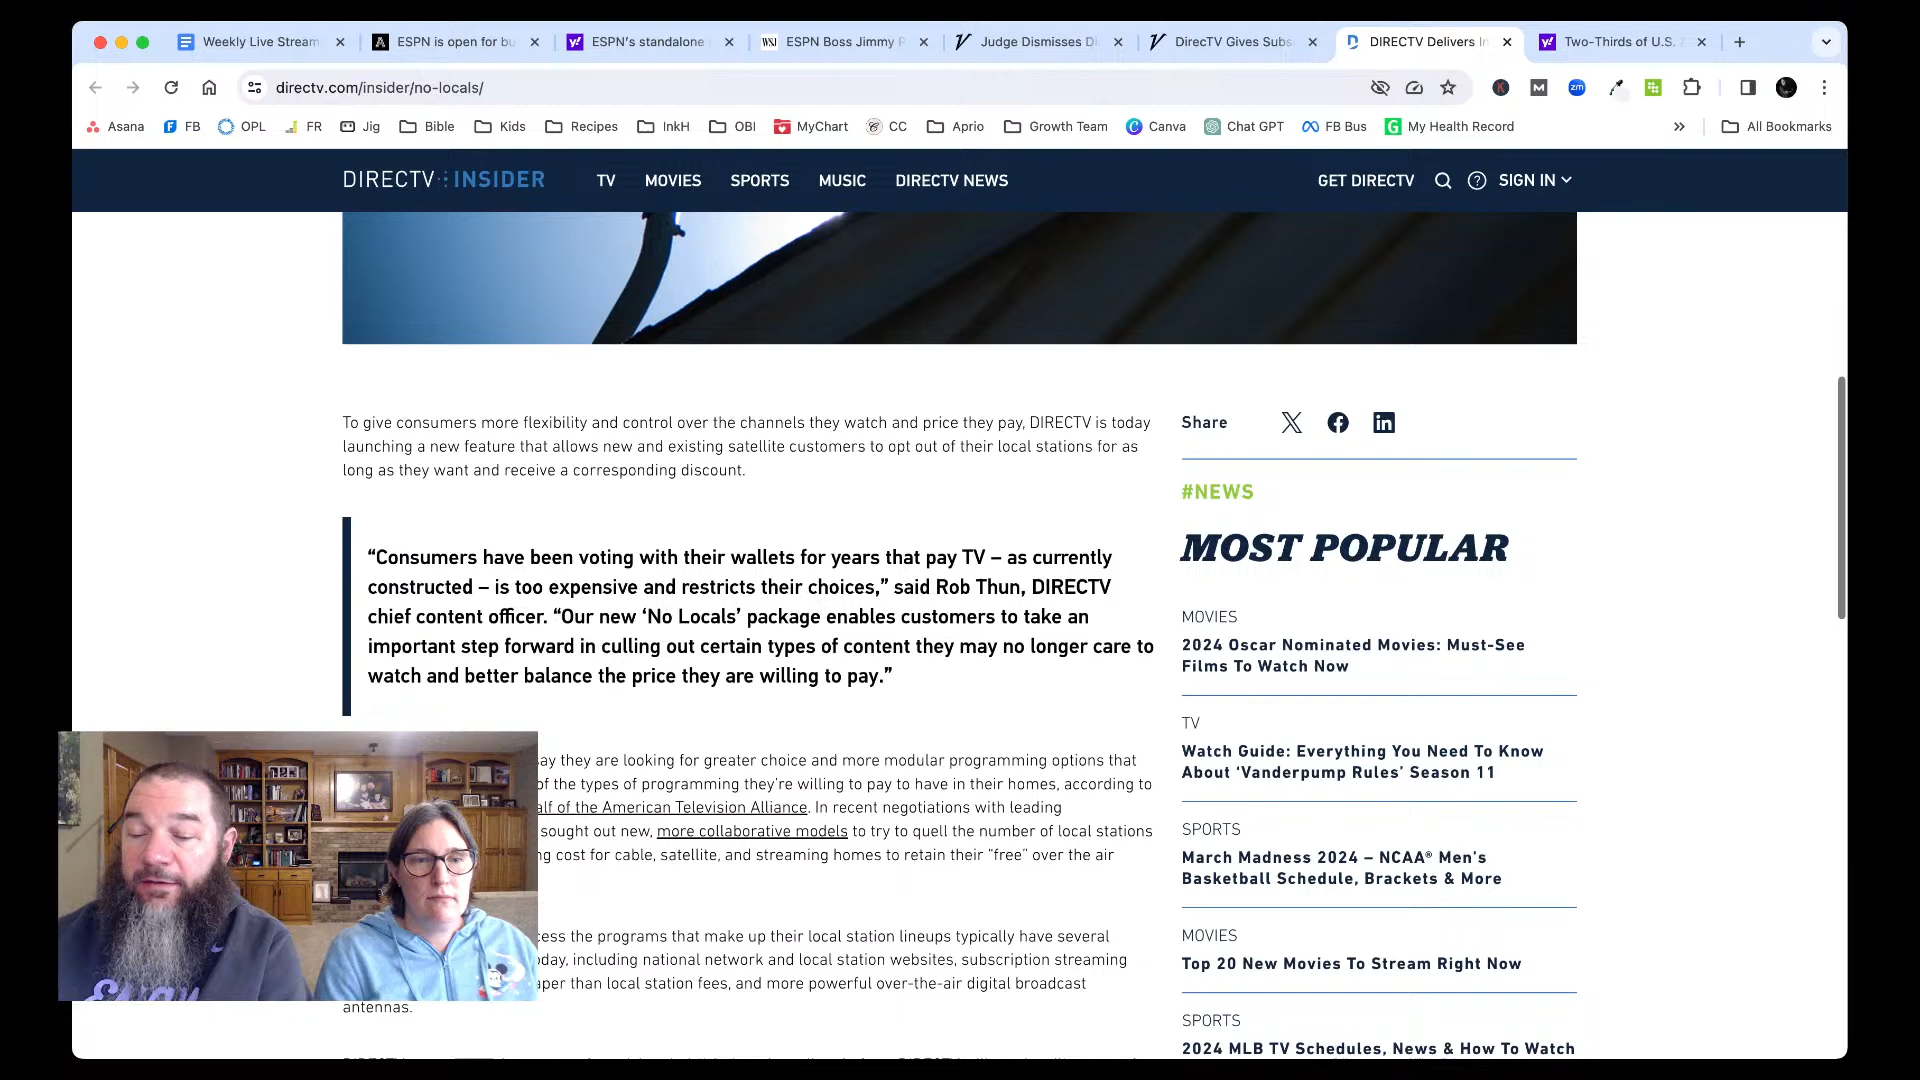 Weekly Live Stream
ESPN is open for bu
ESPN's standalone
ESPN Boss Jimmy P
Judge Dismisses Di
DirecTV Gives Subs
DIRECTV Delivers In
Two-Thirds of U.S.
directv.com/insider/no-locals/
Asana
FB
OPL
FR
Jig
Bible
Kids
Recipes
InkH
OBI
MyChart
CC
Aprio
Growth Team
Canva
Chat GPT
FB Bus
My Health Record
»
All Bookmarks
DIRECTV INSIDER
TV
MOVIES
SPORTS
MUSIC
DIRECTV NEWS
GET DIRECTV
SIGN IN
To give consumers more flexibility and control over the channels they watch and price they pay, DIRECTV is today
launching a new feature that allows new and existing satellite customers to opt out of their local stations for as
long as they want and receive a corresponding discount.
“Consumers have been voting with their wallets for years that pay TV – as currently
constructed – is too expensive and restricts their choices,” said Rob Thun, DIRECTV
chief content officer. “Our new ‘No Locals’ package enables customers to take an
important step forward in culling out certain types of content they may no longer care to
watch and better balance the price they are willing to pay.”
say they are looking for greater choice and more modular programming options that
of the types of programming they’re willing to pay to have in their homes, according to
alf of the American Television Alliance. In recent negotiations with leading
sought out new, more collaborative models to try to quell the number of local stations
ng cost for cable, satellite, and streaming homes to retain their “free” over the air
cess the programs that make up their local station lineups typically have several
oday, including national network and local station websites, subscription streaming
aper than local station fees, and more powerful over-the-air digital broadcast
antennas.
Share
#NEWS
MOST POPULAR
MOVIES
2024 Oscar Nominated Movies: Must-See
Films To Watch Now
TV
Watch Guide: Everything You Need To Know
About ‘Vanderpump Rules’ Season 11
SPORTS
March Madness 2024 – NCAA® Men’s
Basketball Schedule, Brackets & More
MOVIES
Top 20 New Movies To Stream Right Now
SPORTS
2024 MLB TV Schedules, News & How To Watch